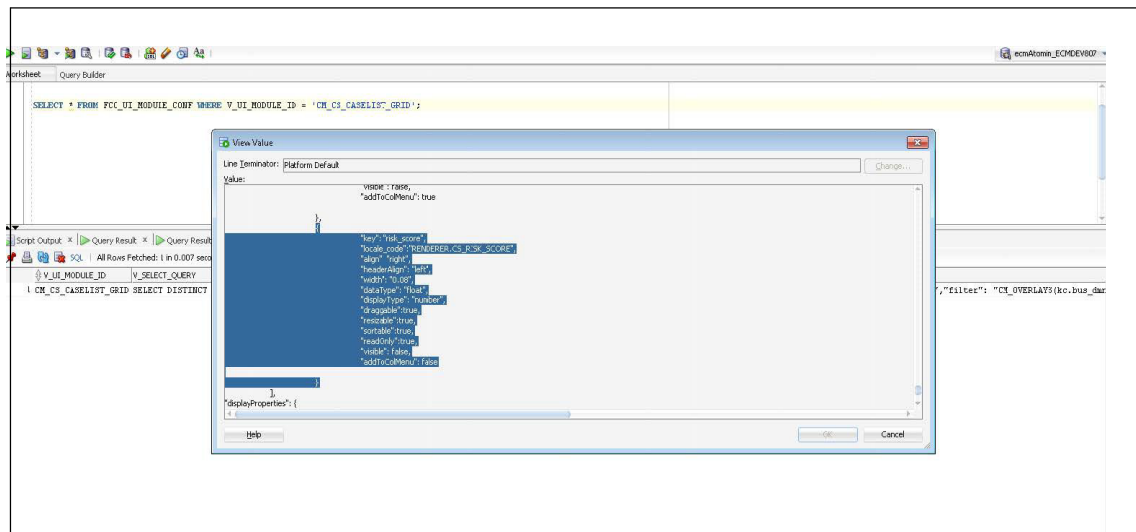 ecmAtomin_ECMDEV807
Worksheet Query Builder
SELECT * FROM FCC_UI_MODULE_CONF WHERE V_UI_MODULE_ID = 'CM_CS_CASELIST_GRID';
View Value
Line Terminator: Platform Default Change...
Value:
"visible": false,
"addToColMenu": true
},
{
"key": "risk_score",
"locale_code":"RENDERER.CS_RISK_SCORE",
"align" "right",
"headerAlign": "left",
"width": "0.08",
"dataType": "float",
"displayType": "number",
"draggable":true,
"resizable":true,
"sortable":true,
"readOnly":true,
"visible": false,
"addToColMenu": false
}
],
"displayProperties": {
Help OK Cancel
Script Output × Query Result × Query Result
SQL All Rows Fetched: 1 in 0.007 seco
V_UI_MODULE_ID V_SELECT_QUERY
1 CM_CS_CASELIST_GRID SELECT DISTINCT ","filter": "CM_OVERLAYS(kc.bus_dmn